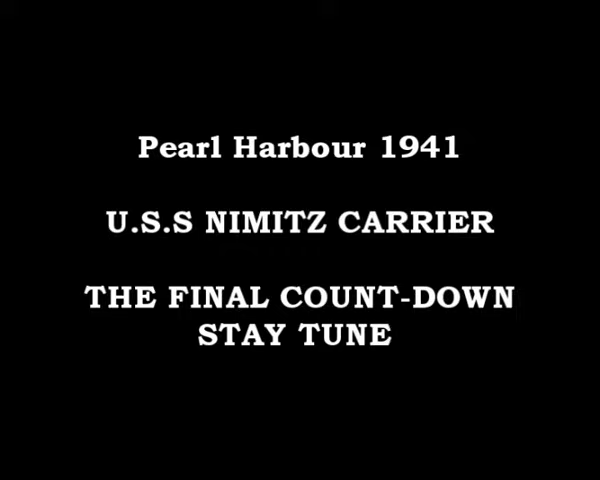 Pearl Harbour 1941
U.S.S NIMITZ CARRIER
THE FINAL COUNT-DOWN
STAY TUNE